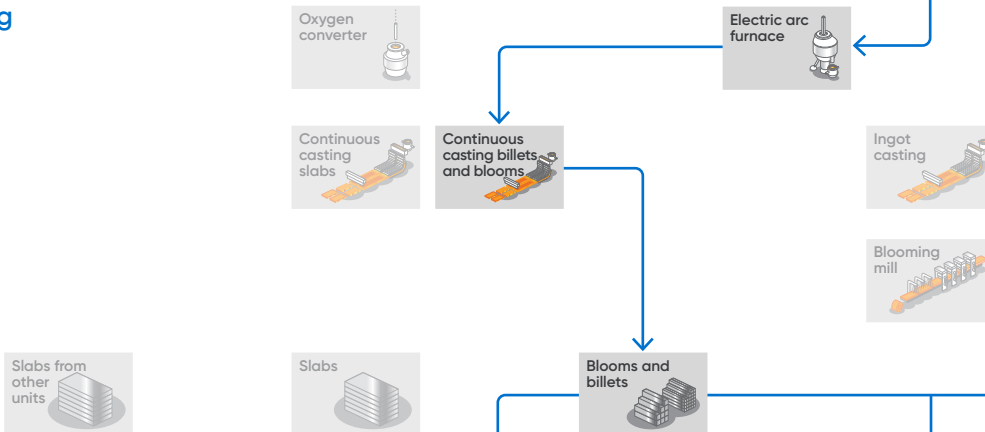 g
Oxygen
converter
Electric arc
furnace
Continuous
casting
slabs
Continuous
casting billets
and blooms
Ingot
casting
Blooming
mill
Slabs from
other
units
Slabs
Blooms and
billets